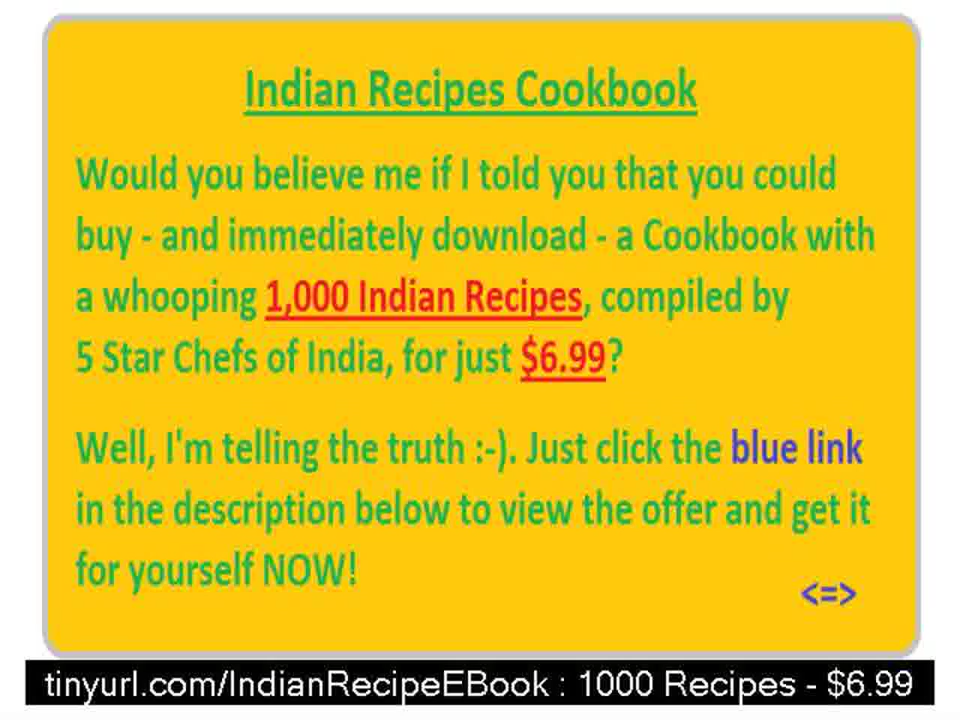 Indian Recipes Cookbook
Would you believe me if I told you that you could
buy - and immediately download - a Cookbook with
a whooping 1,000 Indian Recipes, compiled by
5 Star Chefs of India, for just $6.99?
Well, I'm telling the truth :-). Just click the blue link
in the description below to view the offer and get it
for yourself NOW!
<=>
tinyurl.com/IndianRecipeEBook : 1000 Recipes - $6.99